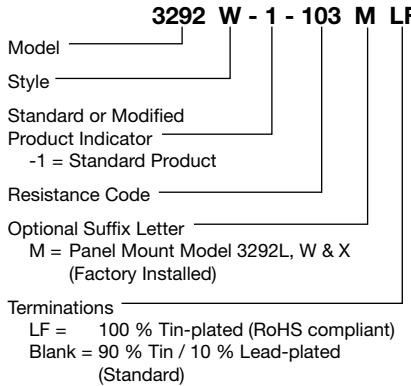 3292 W - 1 - 103 M LF
Model
Style
Standard or Modified
Product Indicator
-1 = Standard Product
Resistance Code
Optional Suffix Letter
M = Panel Mount Model 3292L, W & X
(Factory Installed)
Terminations
LF = 100 % Tin-plated (RoHS compliant)
Blank = 90 % Tin / 10 % Lead-plated
(Standard)